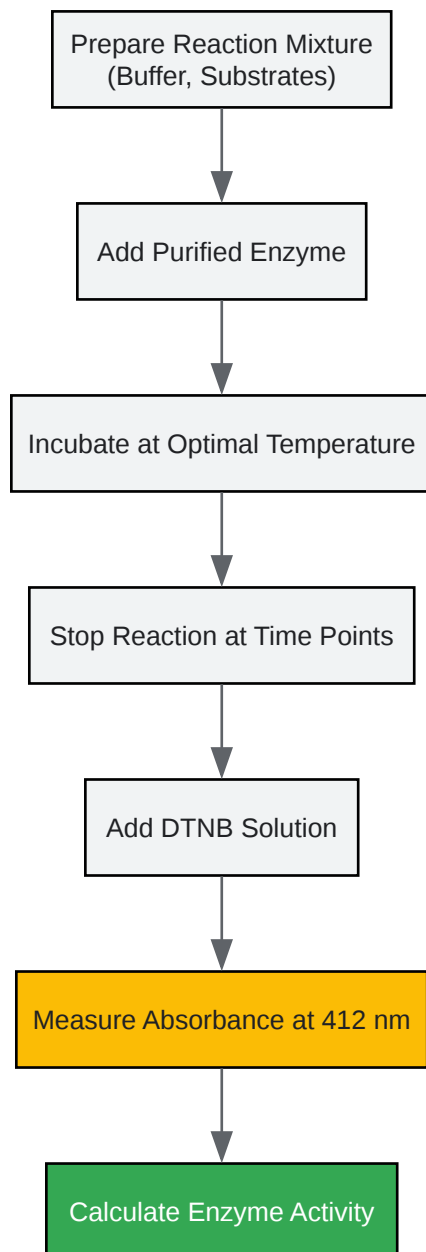 Prepare Reaction Mixture
(Buffer, Substrates)
Add Purified Enzyme
Incubate at Optimal Temperature
Stop Reaction at Time Points
Add DTNB Solution
Measure Absorbance at 412 nm
Calculate Enzyme Activity